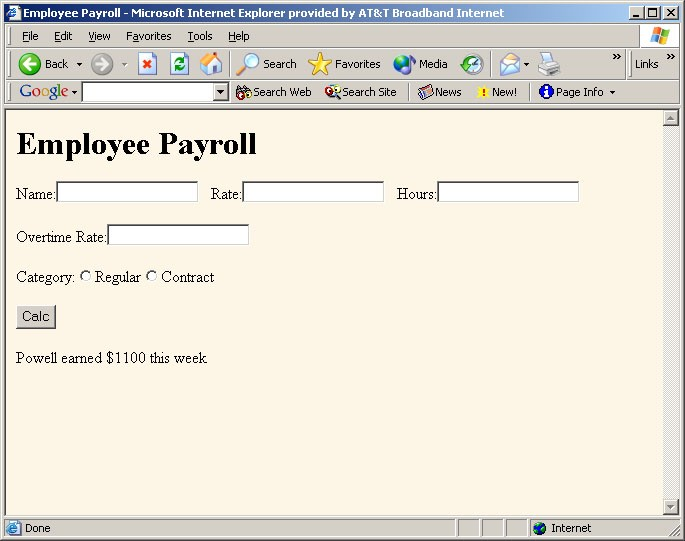 Employee Payroll - Microsoft Internet Explorer provided by AT&T Broadband Internet
File Edit View Favorites Tools Help
Back Search Favorites Media » Links »
Google Search Web Search Site News New! Page Info
Employee Payroll
Name: Rate: Hours:
Overtime Rate:
Category: Regular Contract
Calc
Powell earned $1100 this week
Done Internet